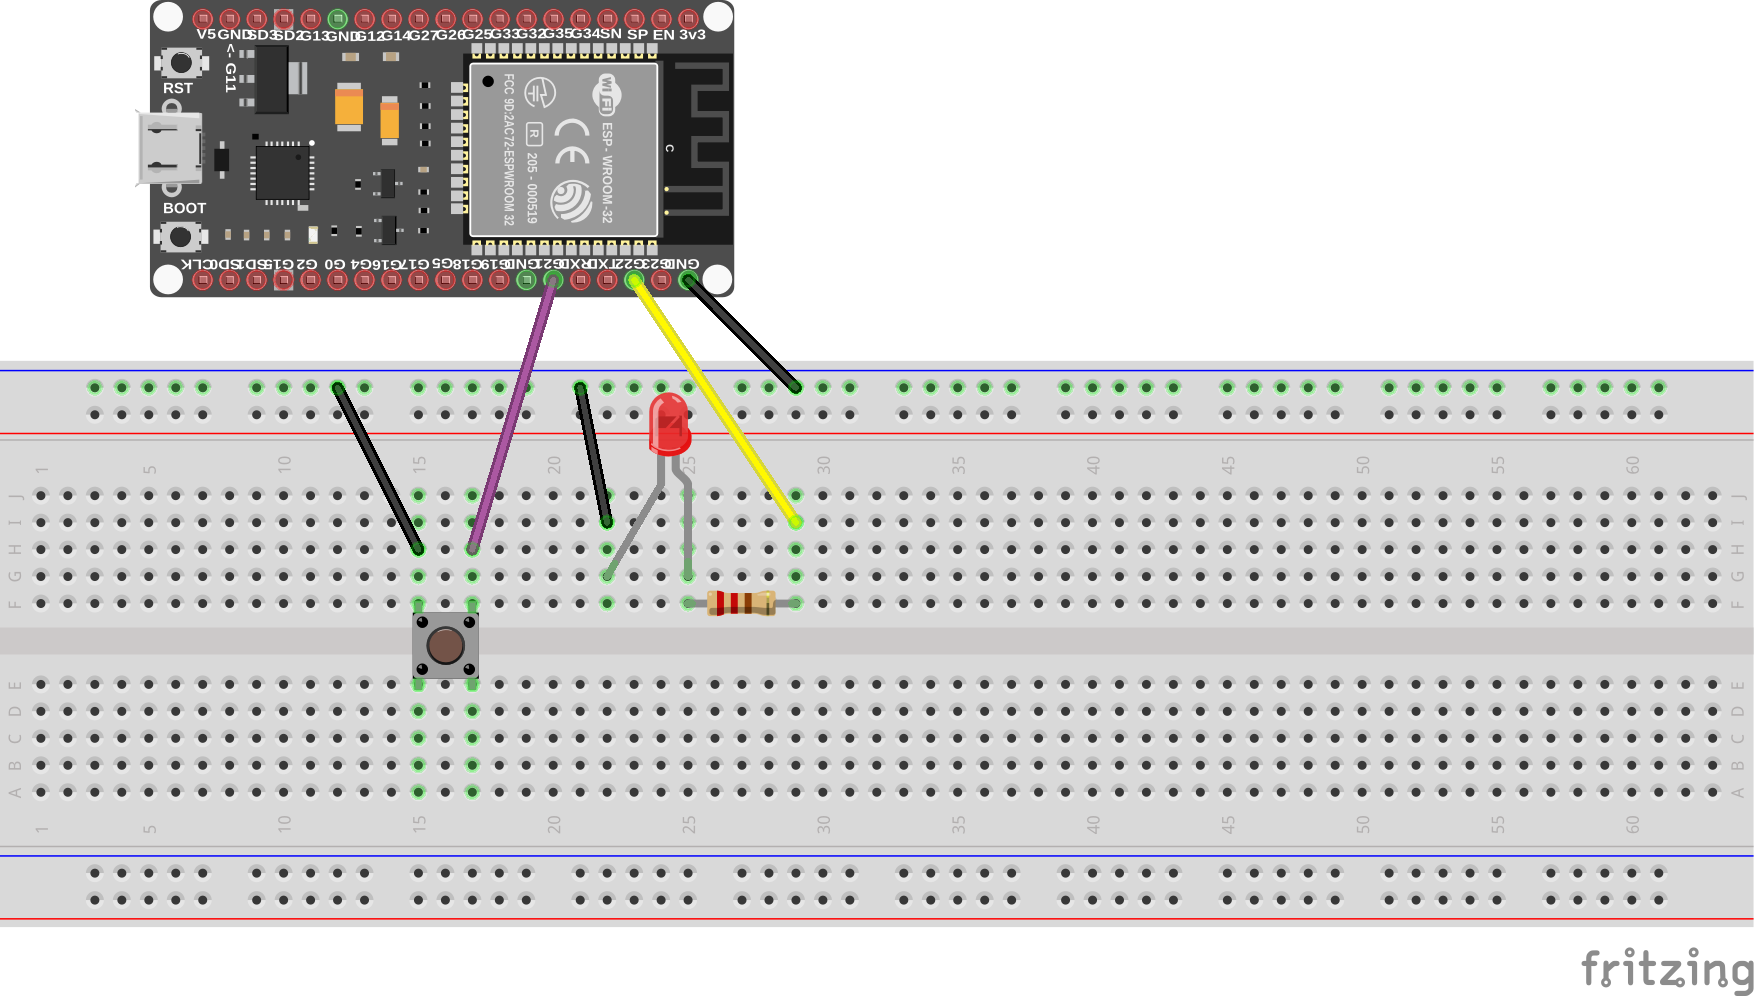 V5 GND SD3 SD2 G13 GND G12 G14 G27 G26 G25 G33 G32 G35 G34 SN SP EN 3v3
<- G11
RST
BOOT
FCC 9D:2AC72-ESPWROOM 32
R
205 - 000519
CE
Wi Fi
ESP - WROOM -32
C
CLK SD0 SD1 G15 G2 G0 G4 G16 G17 G5 G18 G19 GND G21 RXD TXD G22 G23 GND
1 5 10 15 20 25 30 35 40 45 50 55 60
J J
I I
H H
G G
F F
E E
D D
C C
B B
A A
1 5 10 15 20 25 30 35 40 45 50 55 60
fritzing